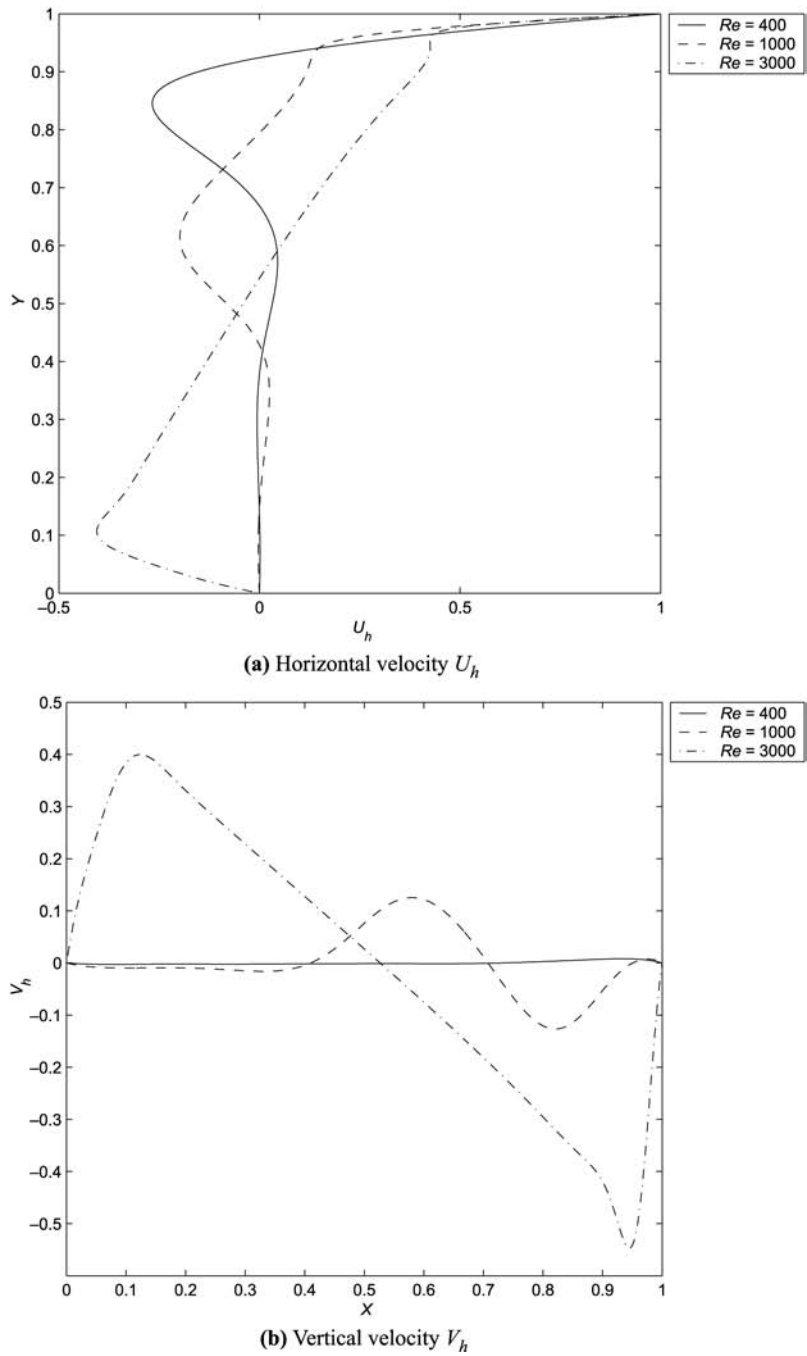 1
0.9
0.8
0.7
0.6
0.5
0.4
0.3
0.2
0.1
0
Y
–0.5
0
0.5
1
U_h
Re = 400
Re = 1000
Re = 3000
(a) Horizontal velocity U_h
0.5
0.4
0.3
0.2
0.1
0
–0.1
–0.2
–0.3
–0.4
–0.5
V_h
0 0.1 0.2 0.3 0.4 0.5 0.6 0.7 0.8 0.9 1
X
Re = 400
Re = 1000
Re = 3000
(b) Vertical velocity V_h